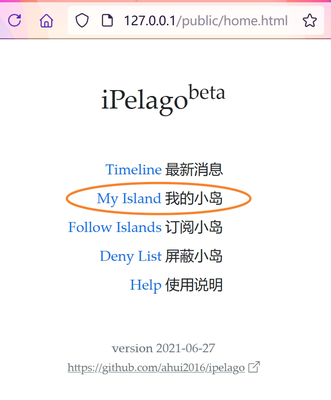 127.0.0.1/public/home.html
iPelago beta
Timeline 最新消息
My Island 我的小岛
Follow Islands 订阅小岛
Deny List 屏蔽小岛
Help 使用说明
version 2021-06-27
https://github.com/ahui2016/ipelago